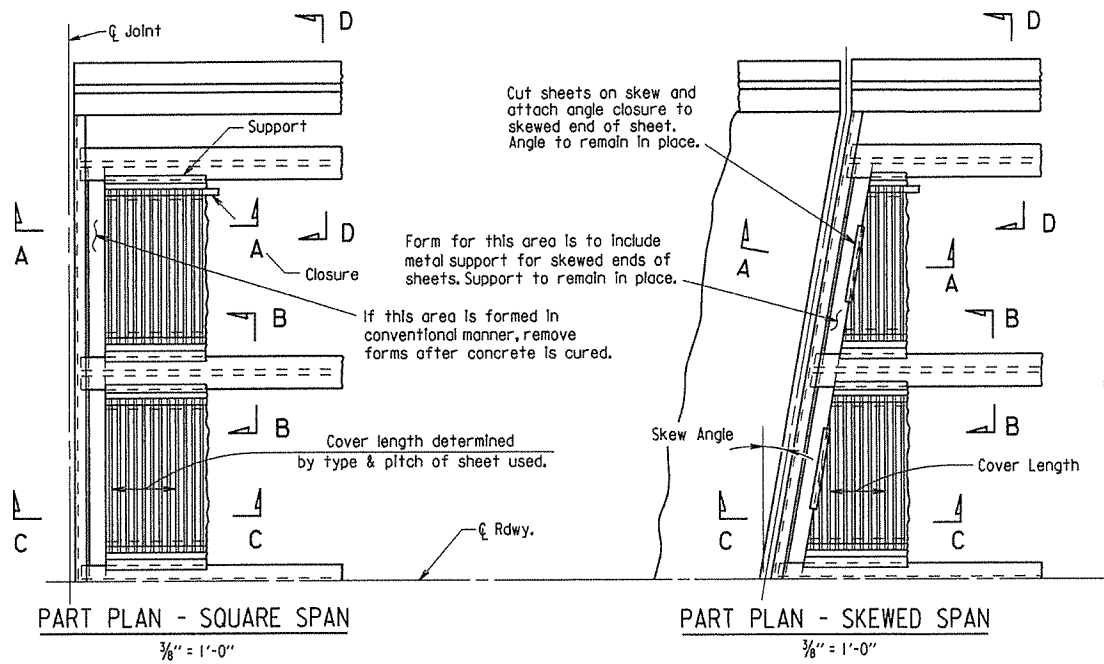 ℄ Joint
D
Support
A
A
D
Closure
If this area is formed in
conventional manner, remove
forms after concrete is cured.
B
B
Cover length determined
by type & pitch of sheet used.
C
C
℄ Rdwy.
PART PLAN - SQUARE SPAN
3/8" = 1'-0"
D
Cut sheets on skew and
attach angle closure to
skewed end of sheet.
Angle to remain in place.
Form for this area is to include
metal support for skewed ends of
sheets. Support to remain in place.
D
A
A
B
B
Skew Angle
Cover Length
C
C
PART PLAN - SKEWED SPAN
3/8" = 1'-0"